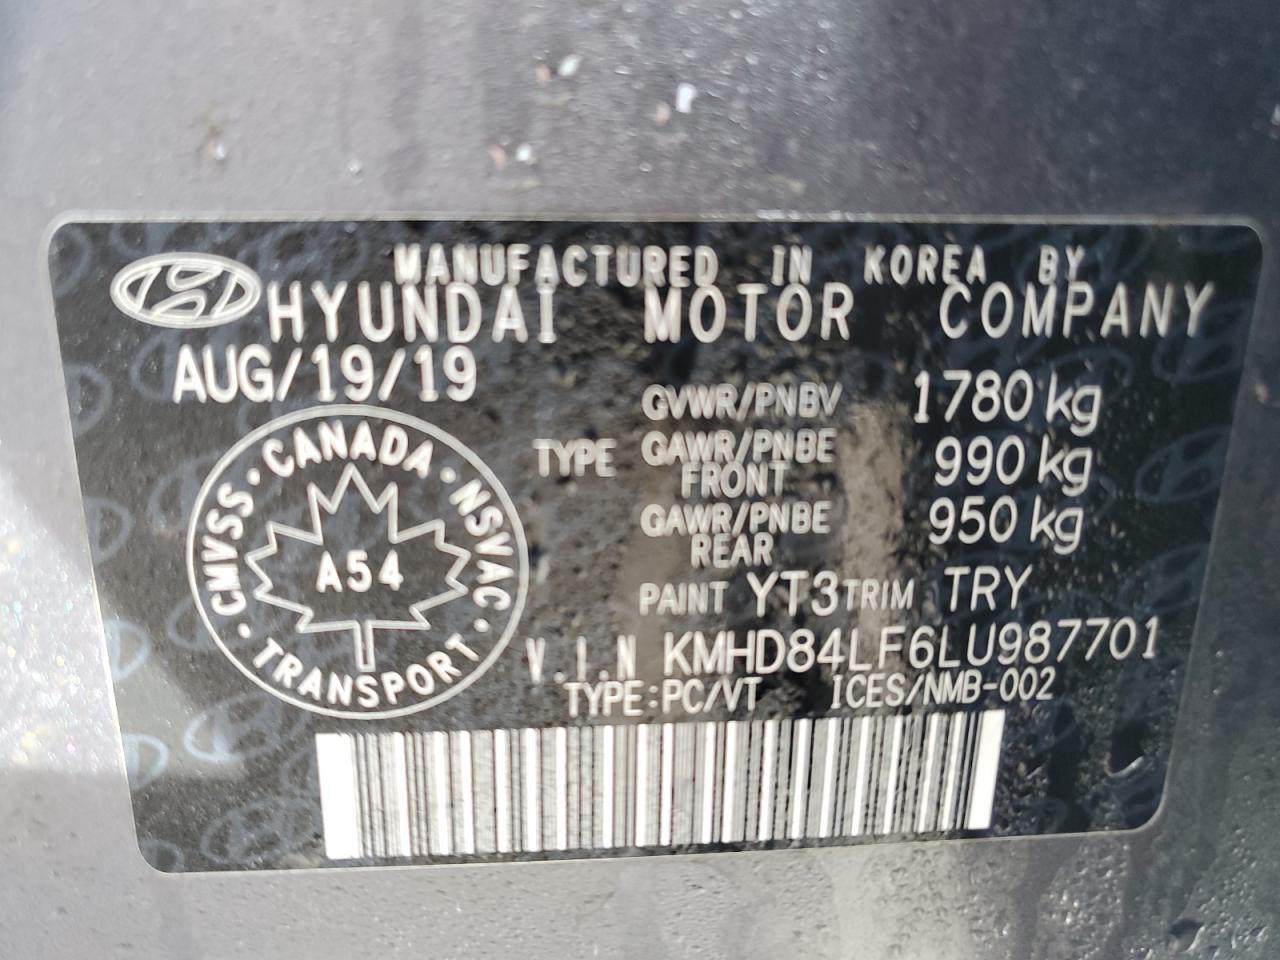 MANUFACTURED IN KOREA BY
HYUNDAI MOTOR COMPANY
AUG/19/19
GVWR/PNBV 1780 kg
TYPE GAWR/PNBE FRONT 990 kg
GAWR/PNBE REAR 950 kg
PAINT YT3 TRIM TRY
V.I.N KMHD84LF6LU987701
TYPE:PC/VT ICES/NMB-002
CANADA
CMVSS · NSVAC
A54
TRANSPORT